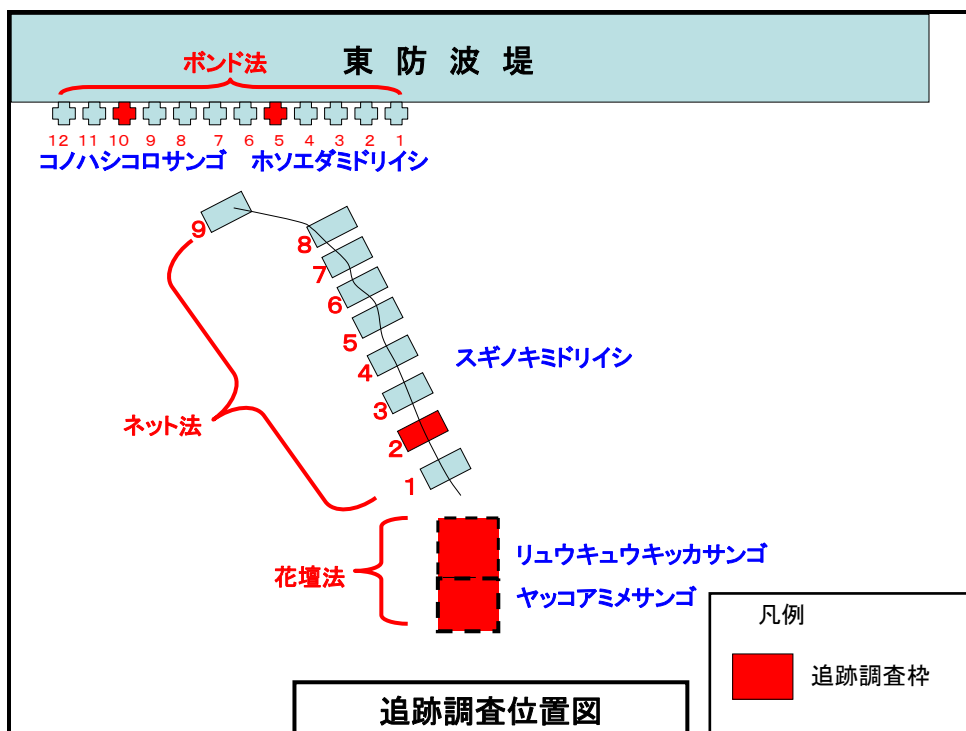 東防波堤
ボンド法
12 11 10 9 8 7 6 5 4 3 2 1
コノハシコロサンゴ ホソエダミドリイシ
9
8
7
6
5
スギノキミドリイシ
4
3
ネット法
2
1
リュウキュウキッカサンゴ
花壇法
ヤッコアミメサンゴ
凡例
追跡調査枠
追跡調査位置図